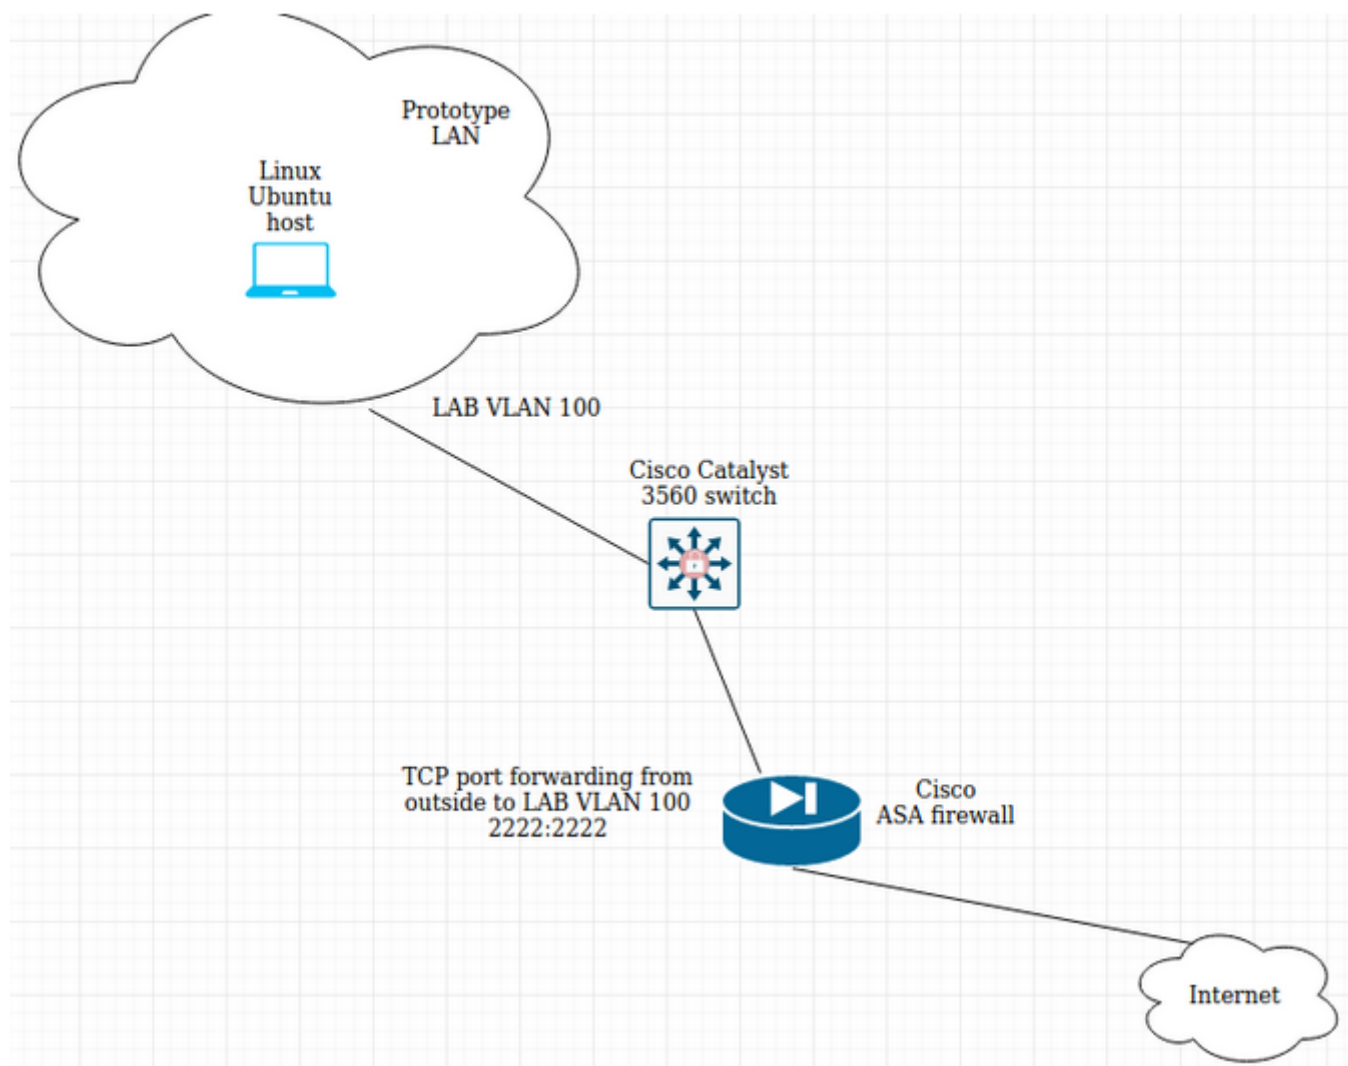 Prototype
LAN
Linux
Ubuntu
host
LAB VLAN 100
Cisco Catalyst
3560 switch
TCP port forwarding from
outside to LAB VLAN 100
2222:2222
Cisco
ASA firewall
Internet